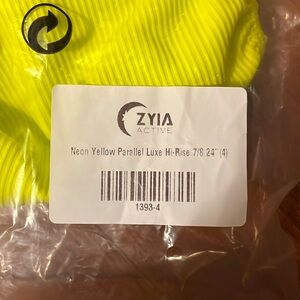 ZYIA
ACTIVE
Neon Yellow Parallel Luxe Hi-Rise 7/8 24" (4)
1393-4